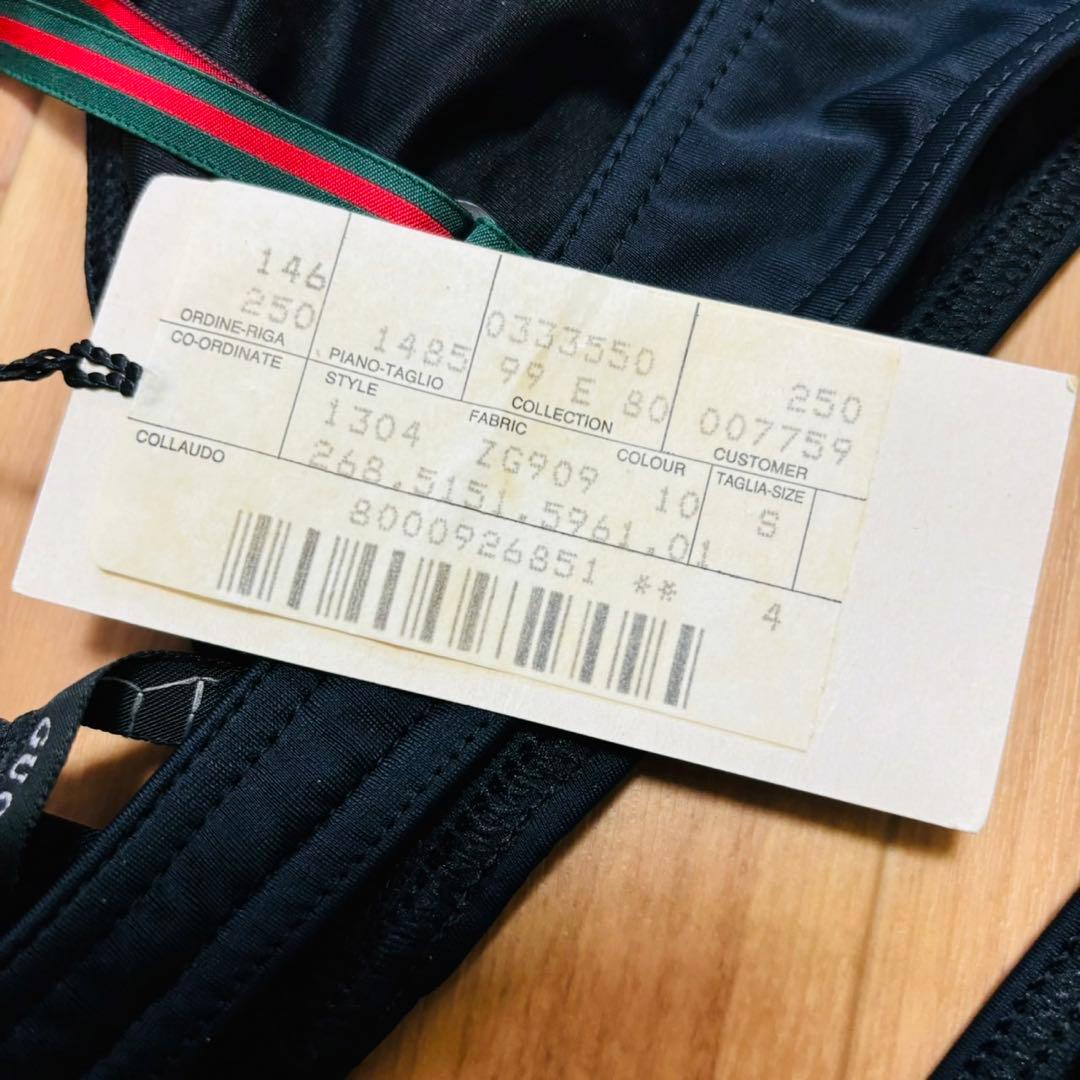 146
250
ORDINE-RIGA
1485
PIANO-TAGLIO
0333550
99 E 80
COLLECTION
250
007759
CUSTOMER
CO-ORDINATE
STYLE
FABRIC
COLOUR
TAGLIA-SIZE
1304 ZG909 10
S
268.5151.5961.01
COLLAUDO
8000926851 **
4